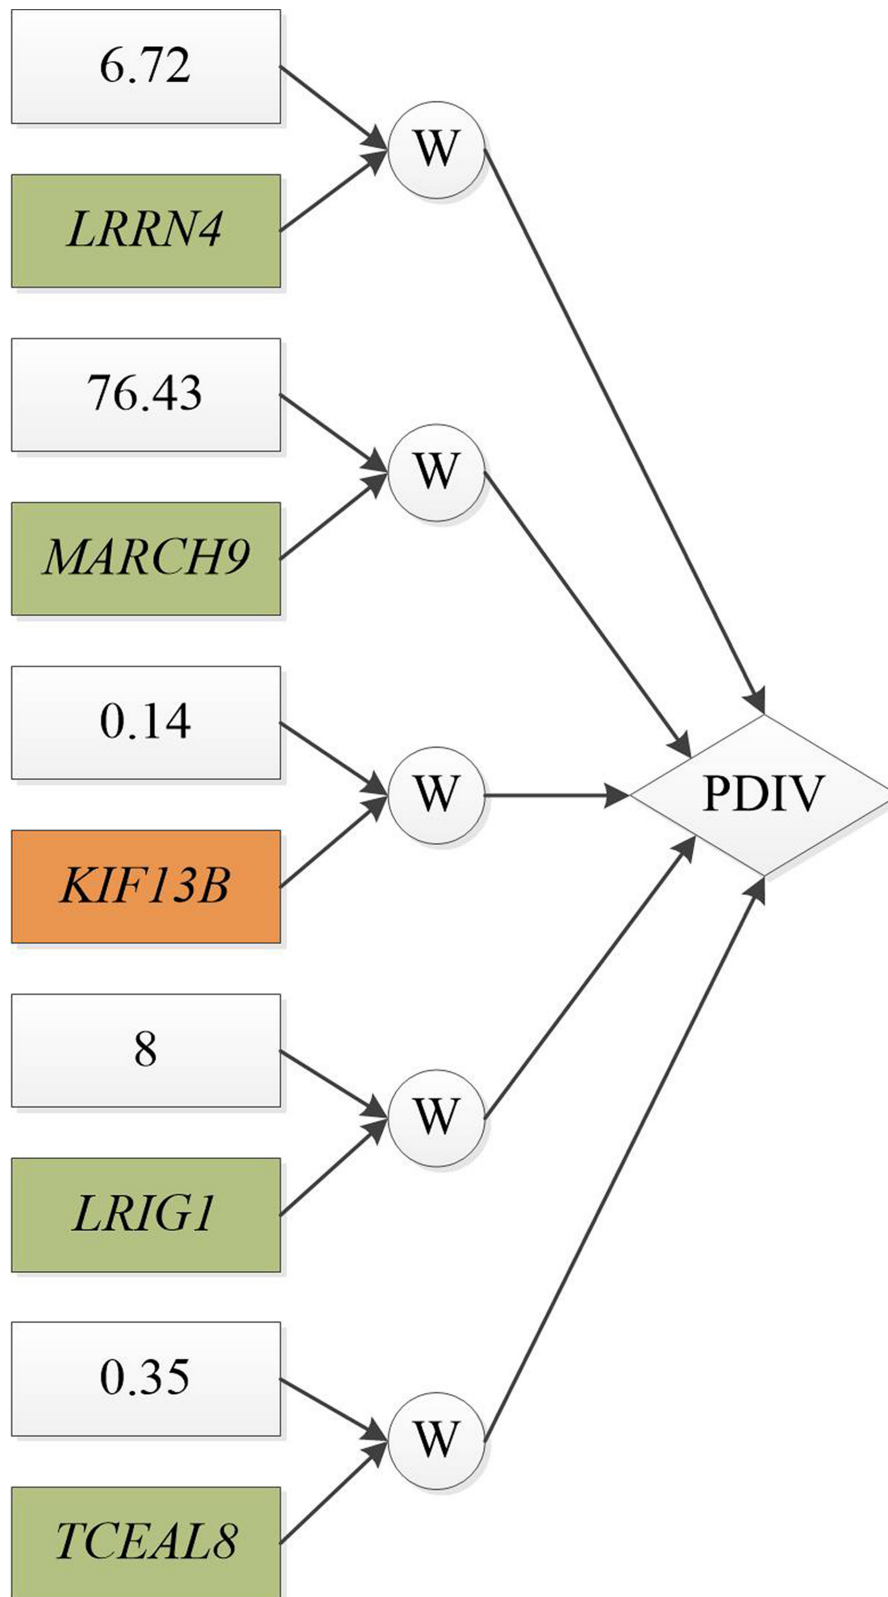 6.72
W
LRRN4
76.43
W
MARCH9
0.14
W
PDIV
KIF13B
8
W
LRIG1
0.35
W
TCEAL8